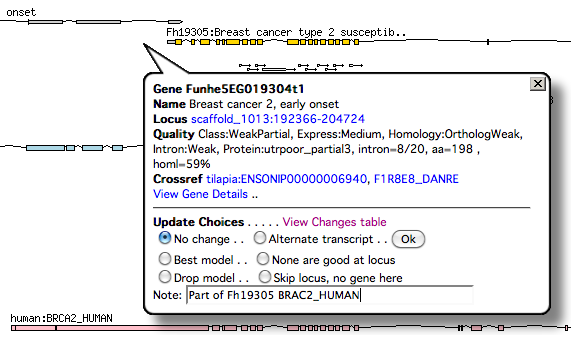 onset
Fh19305:Breast cancer type 2 susceptib..
Gene Funhe5EG019304t1
Name Breast cancer 2, early onset
Locus scaffold_1013:192366-204724
Quality Class:WeakPartial, Express:Medium, Homology:OrthologWeak,
Intron:Weak, Protein:utrpoor_partial3, intron=8/20, aa=198 ,
homl=59%
Crossref tilapia:ENSONIP00000006940, F1R8E8_DANRE
View Gene Details ..
Update Choices . . . . . View Changes table
No change . . Alternate transcript . . Ok
Best model . . None are good at locus
Drop model . . Skip locus, no gene here
Note: Part of Fh19305 BRAC2_HUMAN
human:BRCA2_HUMAN